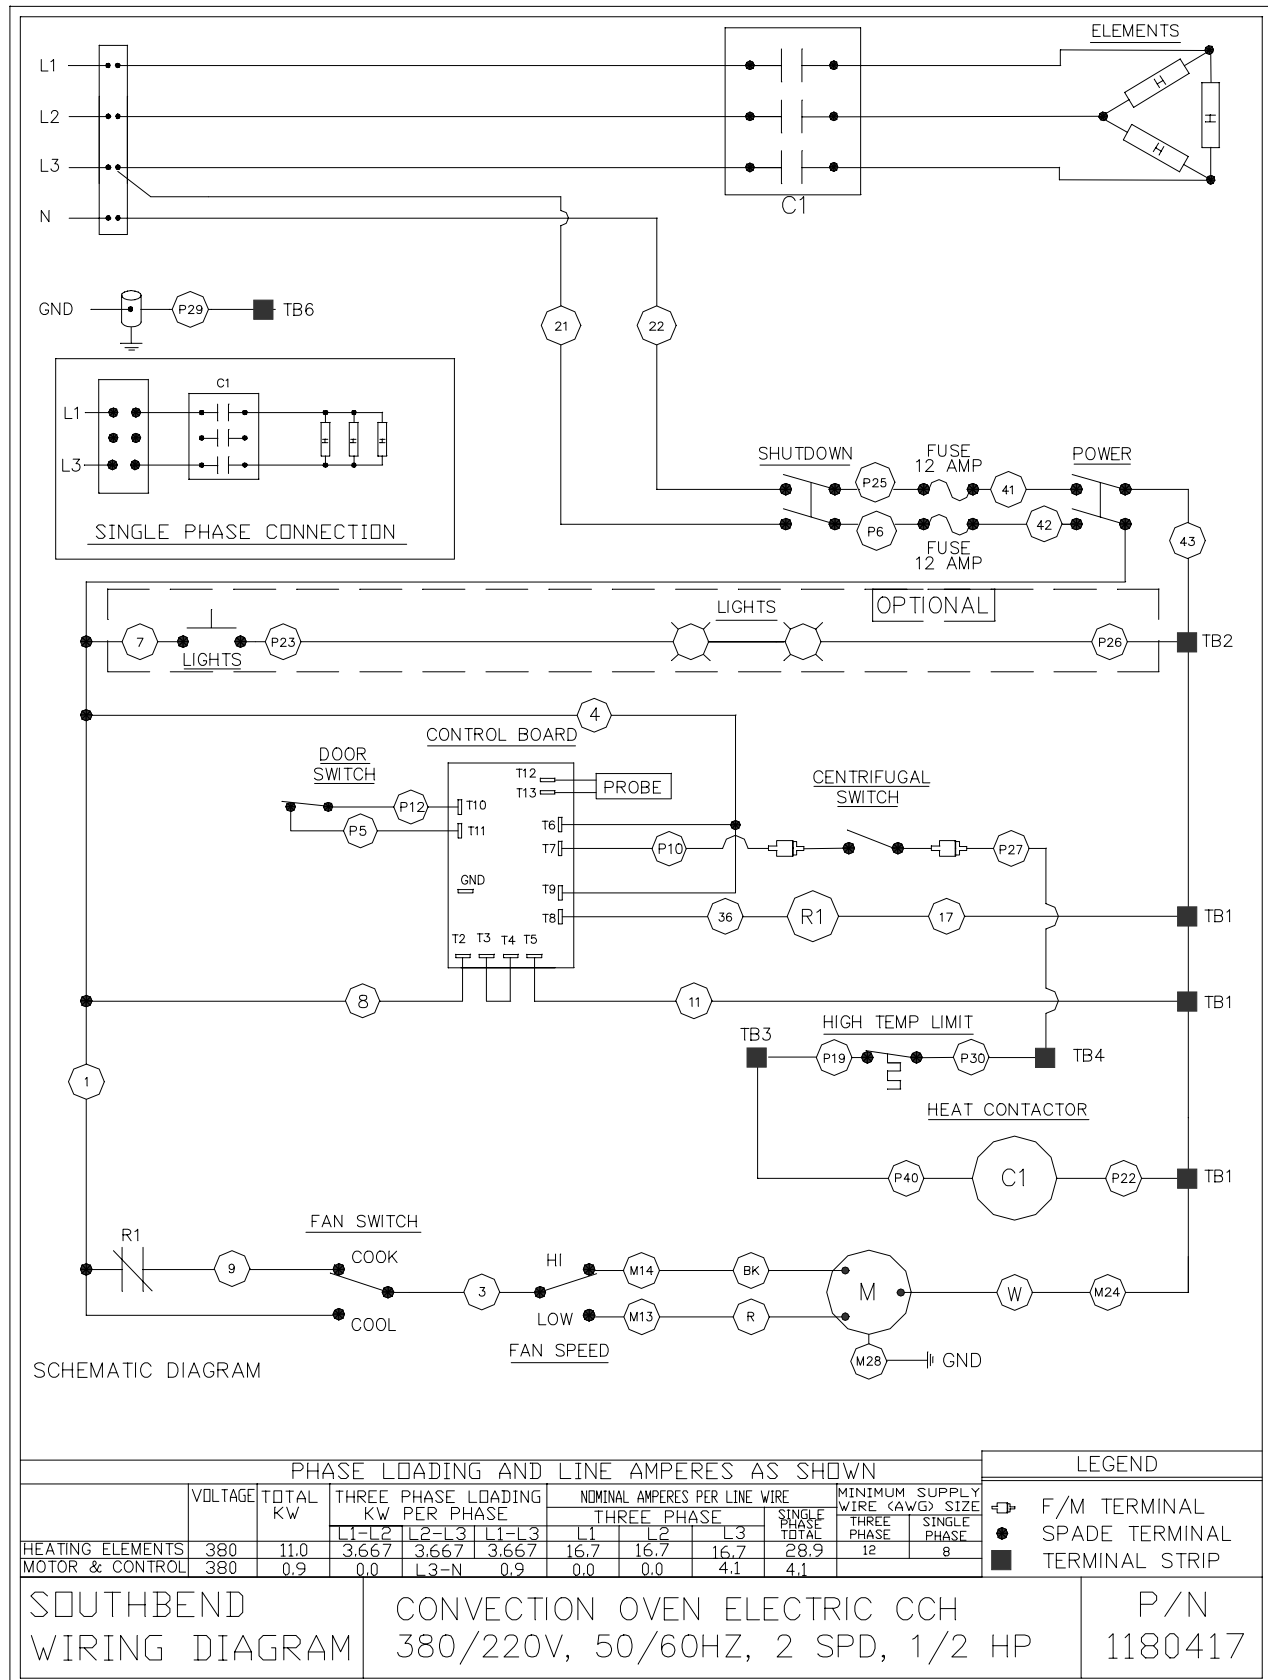 ELEMENTS
L1
L2
L3
N
H
H
H
C1
GND
P29
TB6
21
22
C1
L1
L3
H
H
H
SINGLE PHASE CONNECTION
SHUTDOWN
FUSE
12 AMP
POWER
P25
41
P6
42
FUSE
12 AMP
43
OPTIONAL
LIGHTS
7
P23
P26
TB2
LIGHTS
4
CONTROL BOARD
DOOR
SWITCH
T12
T13
PROBE
CENTRIFUGAL
SWITCH
P12
T10
P5
T11
T6
T7
P10
P27
GND
T9
T8
36
R1
17
TB1
T2
T3
T4
T5
8
11
TB1
HIGH TEMP LIMIT
TB3
P19
P30
TB4
1
HEAT CONTACTOR
P40
C1
P22
TB1
FAN SWITCH
R1
COOK
9
HI
M14
BK
3
M
W
M24
COOL
LOW
M13
R
FAN SPEED
M28
GND
SCHEMATIC DIAGRAM
PHASE LOADING AND LINE AMPERES AS SHOWN
VOLTAGE TOTAL KW THREE PHASE LOADING KW PER PHASE NOMINAL AMPERES PER LINE WIRE MINIMUM SUPPLY WIRE (AWG) SIZE
THREE PHASE SINGLE PHASE TOTAL THREE PHASE SINGLE PHASE
L1-L2 L2-L3 L1-L3 L1 L2 L3
HEATING ELEMENTS 380 11.0 3.667 3.667 3.667 16.7 16.7 16.7 28.9 12 8
MOTOR & CONTROL 380 0.9 0.0 L3-N 0.9 0.0 0.0 4.1 4.1
LEGEND
F/M TERMINAL
SPADE TERMINAL
TERMINAL STRIP
SOUTHBEND
WIRING DIAGRAM
CONVECTION OVEN ELECTRIC CCH
380/220V, 50/60HZ, 2 SPD, 1/2 HP
P/N
1180417